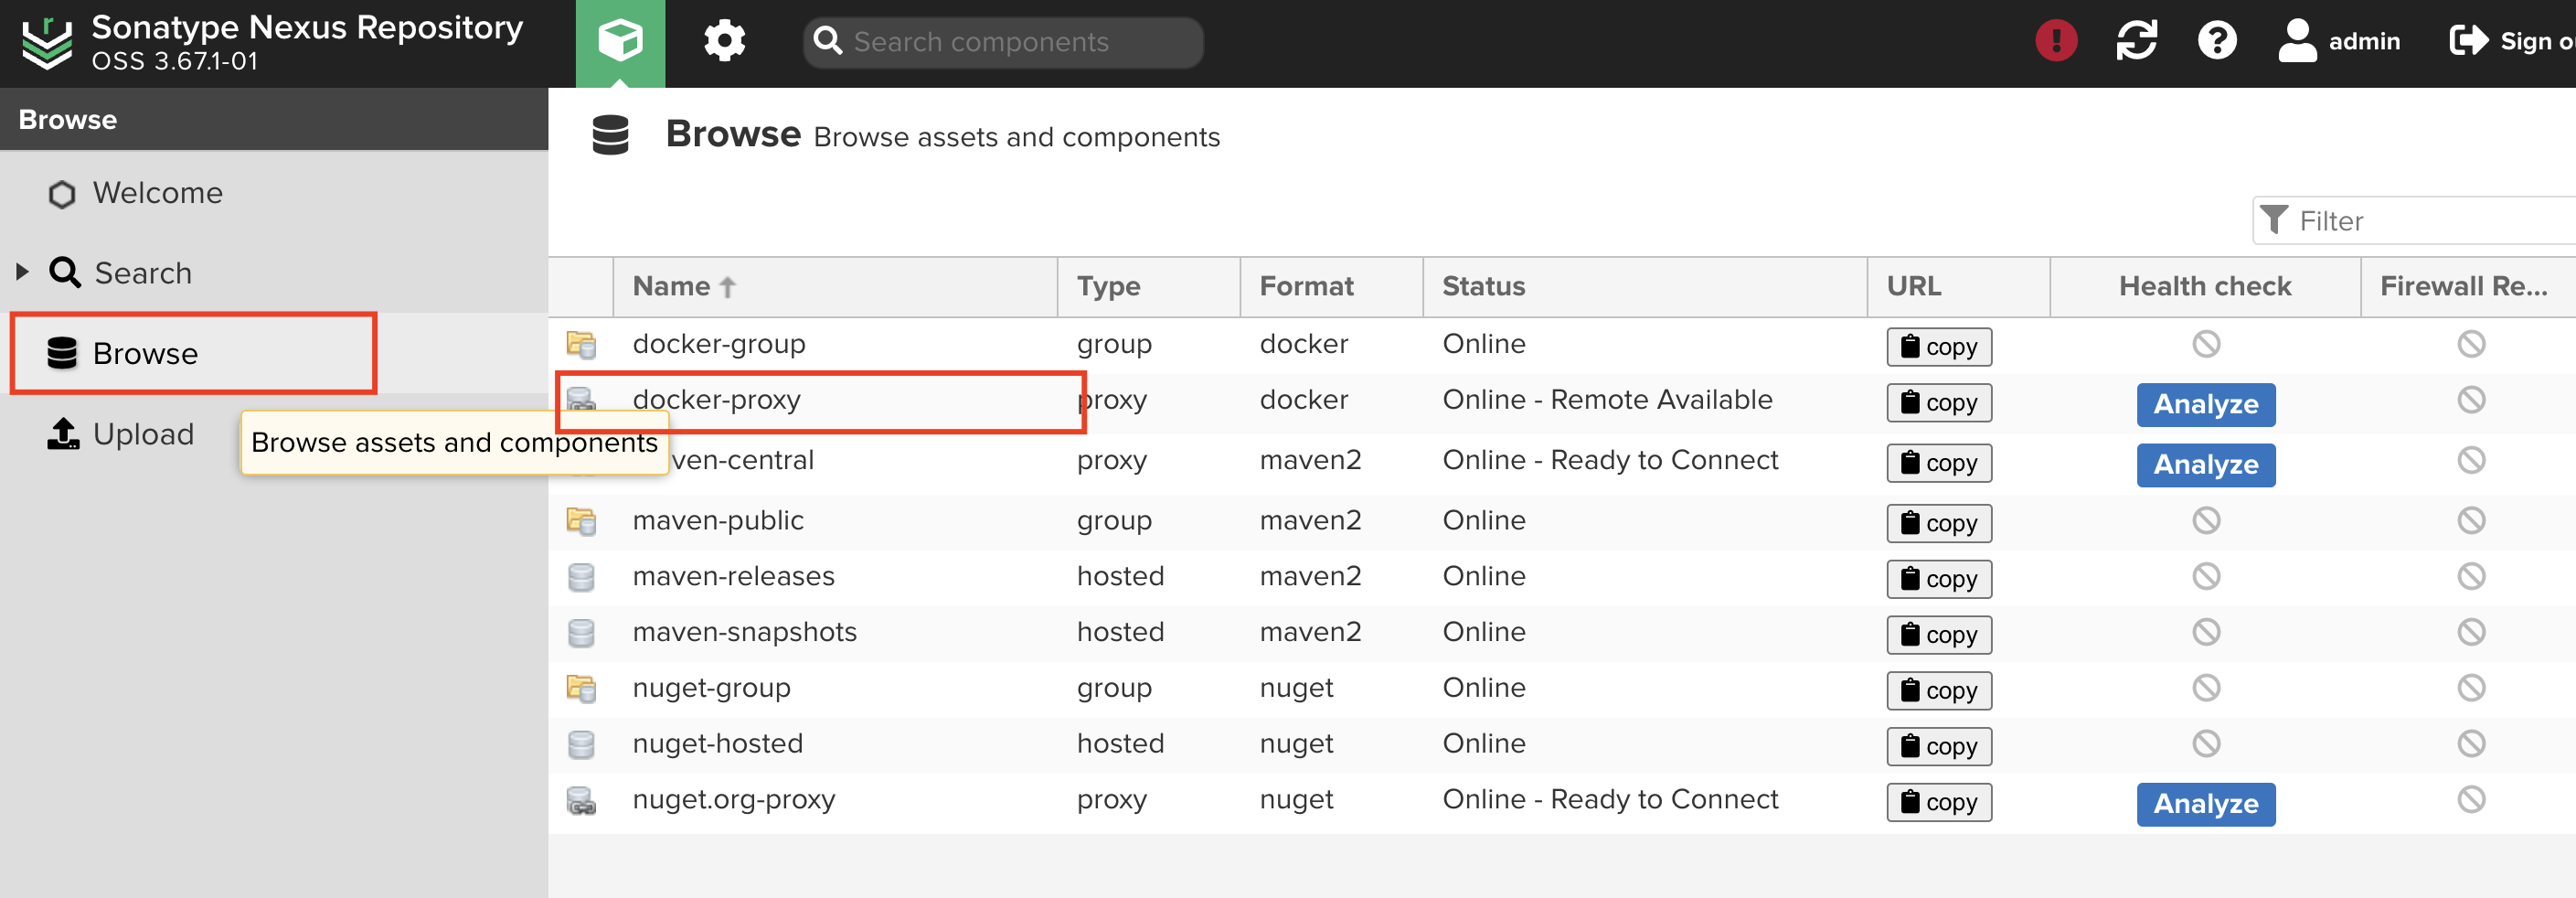 Sonatype Nexus Repository
OSS 3.67.1-01
Search components
admin
Sign
Browse
Welcome
Search
Browse
Upload
Browse assets and components
Browse Browse assets and components
Filter
Name Type Format Status URL Health check Firewall Re...
docker-group group docker Online copy
docker-proxy proxy docker Online - Remote Available copy Analyze
ven-central proxy maven2 Online - Ready to Connect copy Analyze
maven-public group maven2 Online copy
maven-releases hosted maven2 Online copy
maven-snapshots hosted maven2 Online copy
nuget-group group nuget Online copy
nuget-hosted hosted nuget Online copy
nuget.org-proxy proxy nuget Online - Ready to Connect copy Analyze